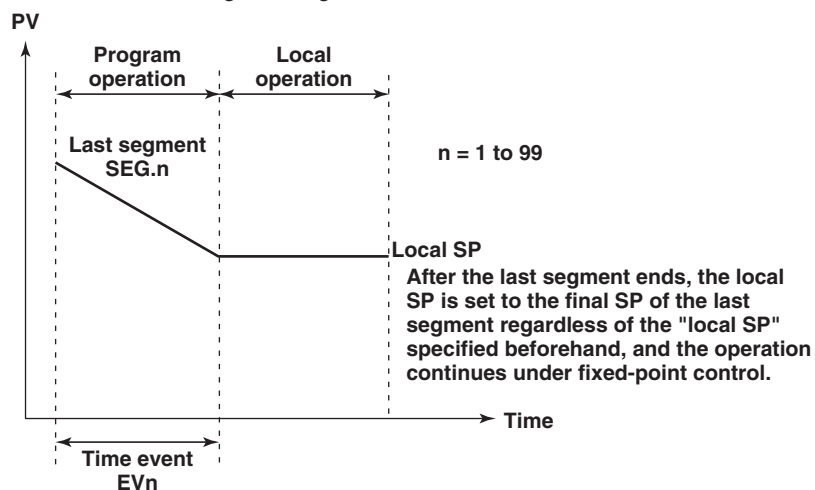 PV
Program
operation
Local
operation
Last segment
SEG.n
n = 1 to 99
Local SP
After the last segment ends, the local
SP is set to the final SP of the last
segment regardless of the "local SP"
specified beforehand, and the operation
continues under fixed-point control.
Time
Time event
EVn